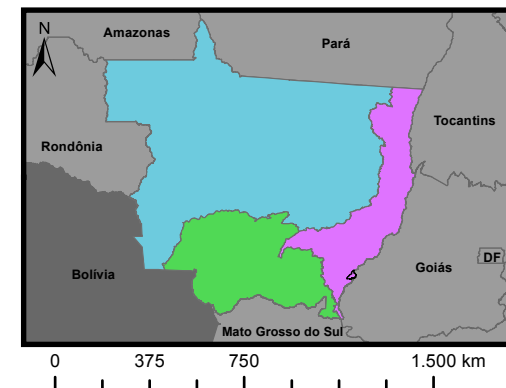 N
Amazonas
Pará
Tocantins
Rondônia
Bolívia
Goiás
DF
Mato Grosso do Sul
0 375 750 1.500 km